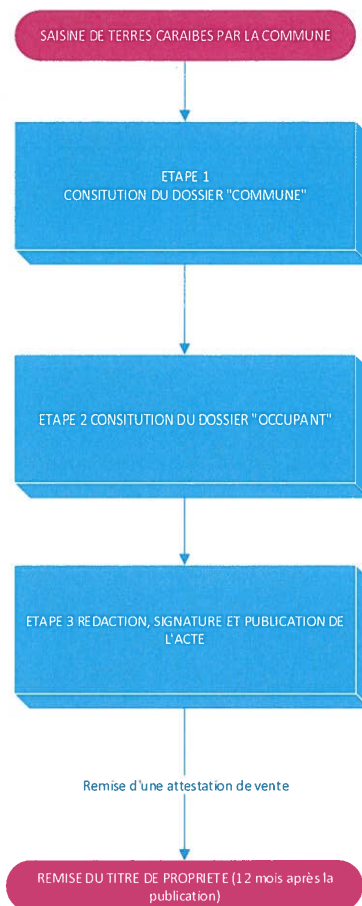 SAISINE DE TERRES CARAIBES PAR LA COMMUNE
ETAPE 1
CONSITUTION DU DOSSIER "COMMUNE"
ETAPE 2 CONSITUTION DU DOSSIER "OCCUPANT"
ETAPE 3 REDACTION, SIGNATURE ET PUBLICATION DE
L'ACTE
Remise d'une attestation de vente
REMISE DU TITRE DE PROPRIETE (12 mois après la
publication)